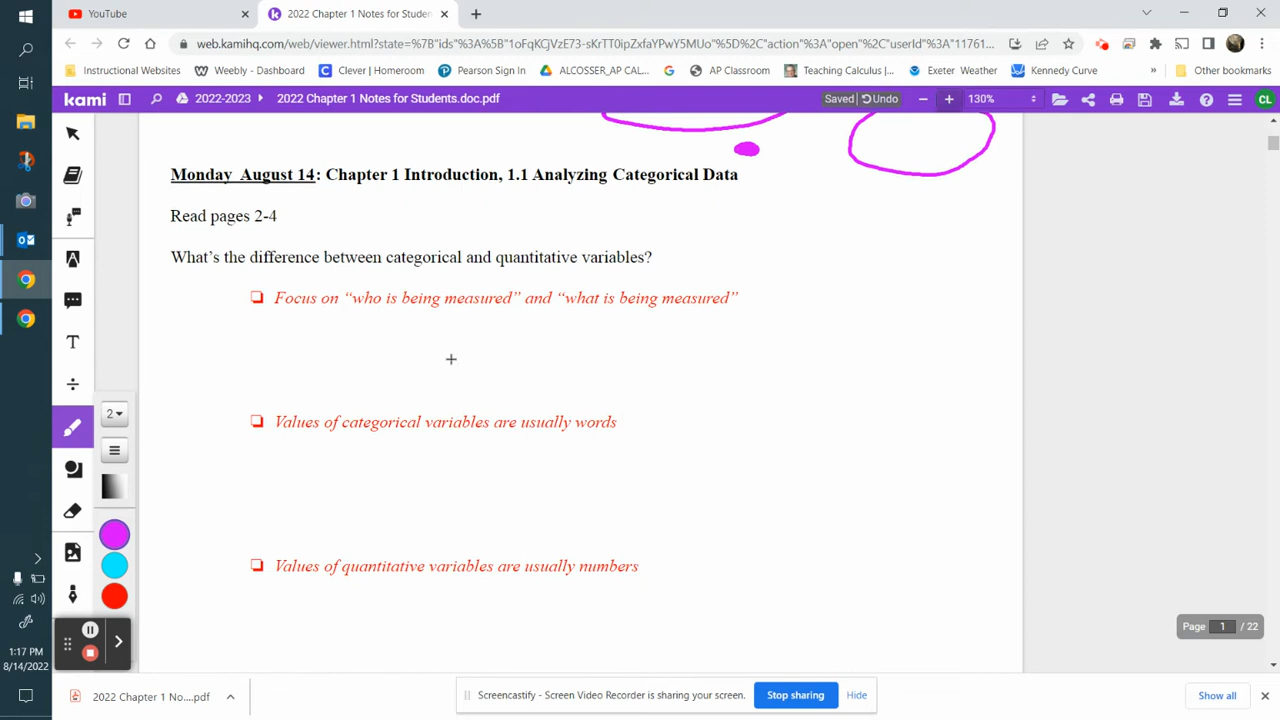 YouTube
2022 Chapter 1 Notes for Studen
web.kamihq.com/web/viewer.html?state=%7B"ids"%3A%5B"1oFqKCjVzE73-sKrTT0ipZxfaYPwY5MUo"%5D%2C"action"%3A"open"%2C"userId"%3A"11761...
Instructional Websites
Weebly - Dashboard
Clever | Homeroom
Pearson Sign In
ALCOSSER_AP CAL...
AP Classroom
Teaching Calculus |...
Exeter Weather
Kennedy Curve
»
Other bookmarks
kami
2022-2023
2022 Chapter 1 Notes for Students.doc.pdf
Saved
Undo
130%
CL
Monday August 14: Chapter 1 Introduction, 1.1 Analyzing Categorical Data
Read pages 2-4
What's the difference between categorical and quantitative variables?
Focus on "who is being measured" and "what is being measured"
Values of categorical variables are usually words
Values of quantitative variables are usually numbers
T
2
Page 1 / 22
1:17 PM
8/14/2022
2022 Chapter 1 No....pdf
Screencastify - Screen Video Recorder is sharing your screen.
Stop sharing
Hide
Show all